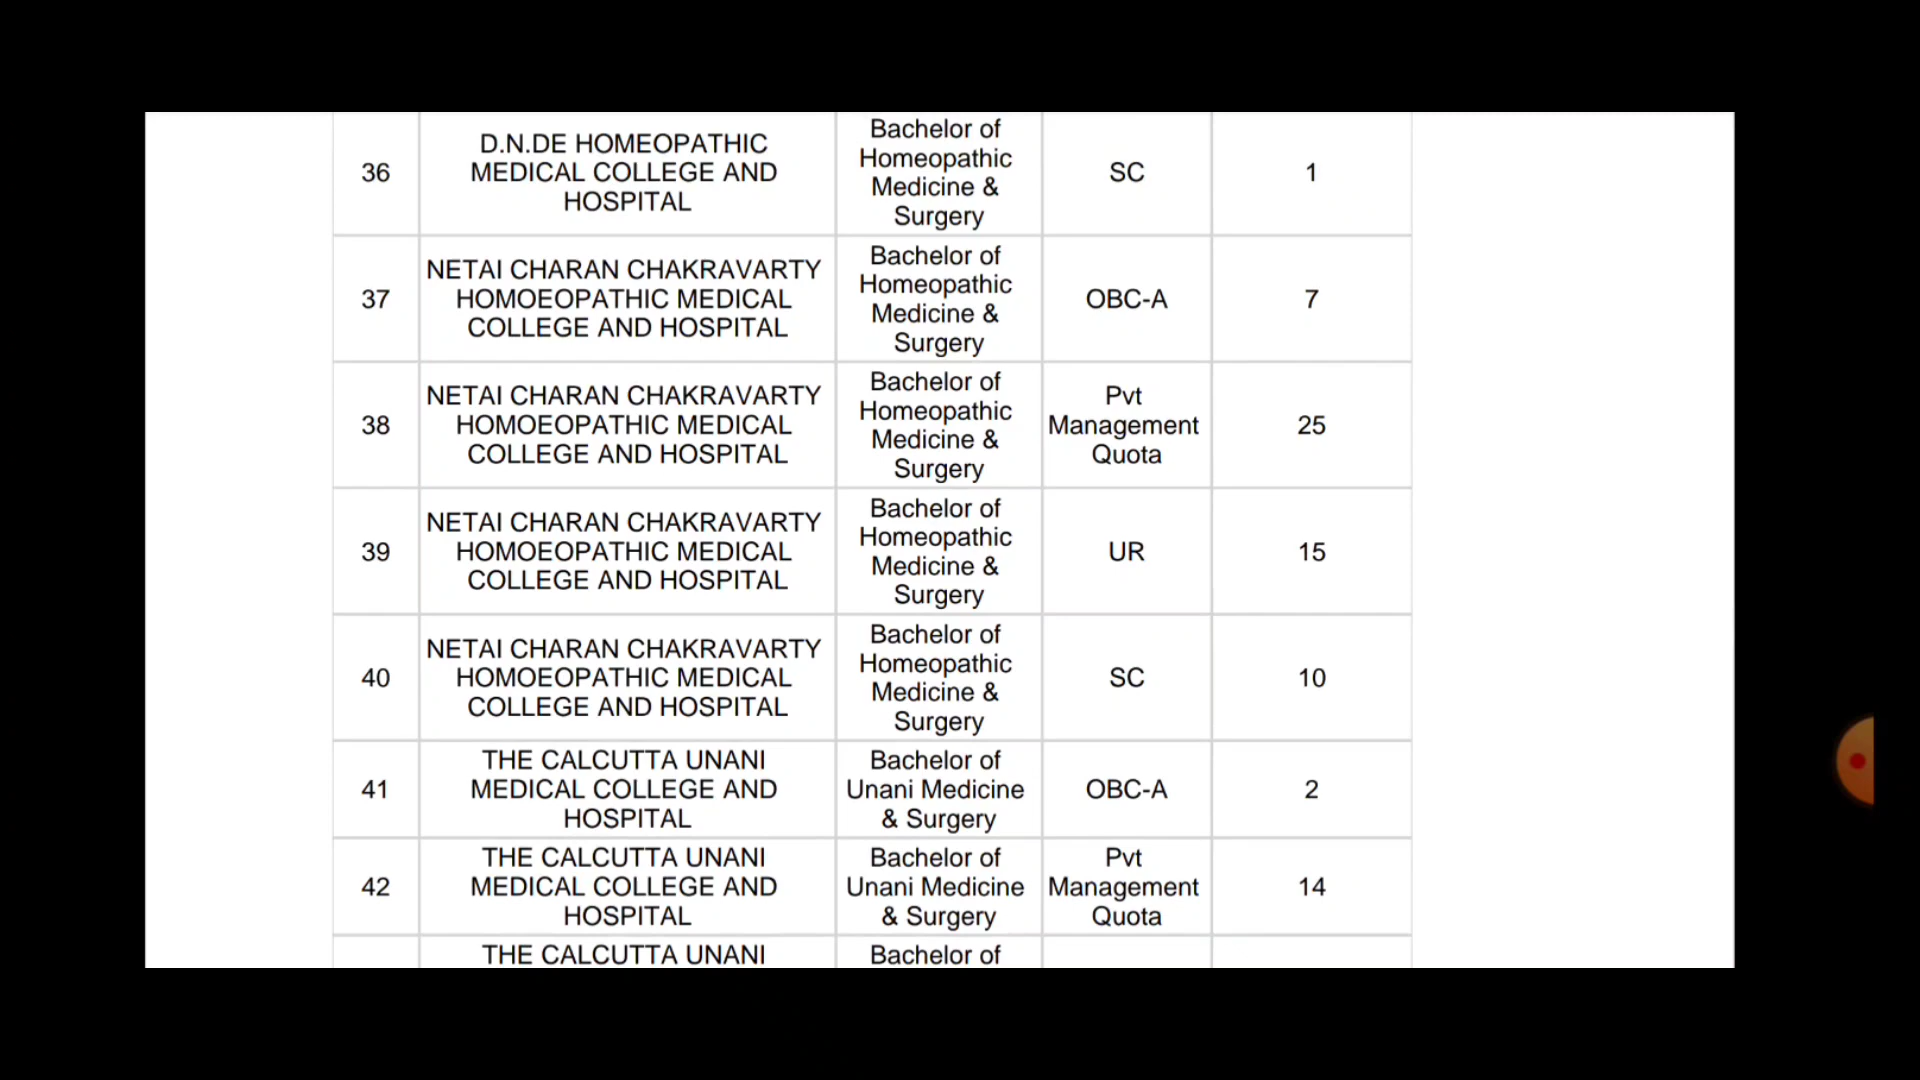 36
D.N.DE HOMEOPATHIC
MEDICAL COLLEGE AND
HOSPITAL
Bachelor of
Homeopathic
Medicine &
Surgery
SC
1
37
NETAI CHARAN CHAKRAVARTY
HOMOEOPATHIC MEDICAL
COLLEGE AND HOSPITAL
Bachelor of
Homeopathic
Medicine &
Surgery
OBC-A
7
38
NETAI CHARAN CHAKRAVARTY
HOMOEOPATHIC MEDICAL
COLLEGE AND HOSPITAL
Bachelor of
Homeopathic
Medicine &
Surgery
Pvt
Management
Quota
25
39
NETAI CHARAN CHAKRAVARTY
HOMOEOPATHIC MEDICAL
COLLEGE AND HOSPITAL
Bachelor of
Homeopathic
Medicine &
Surgery
UR
15
40
NETAI CHARAN CHAKRAVARTY
HOMOEOPATHIC MEDICAL
COLLEGE AND HOSPITAL
Bachelor of
Homeopathic
Medicine &
Surgery
SC
10
41
THE CALCUTTA UNANI
MEDICAL COLLEGE AND
HOSPITAL
Bachelor of
Unani Medicine
& Surgery
OBC-A
2
42
THE CALCUTTA UNANI
MEDICAL COLLEGE AND
HOSPITAL
Bachelor of
Unani Medicine
& Surgery
Pvt
Management
Quota
14
THE CALCUTTA UNANI
Bachelor of